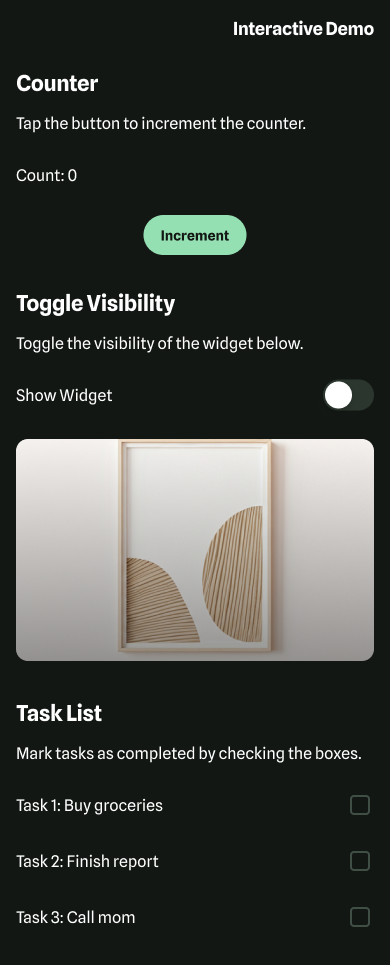 Interactive Demo
Counter
Tap the button to increment the counter.
Count: 0
Increment
Toggle Visibility
Toggle the visibility of the widget below.
Show Widget
Task List
Mark tasks as completed by checking the boxes.
Task 1: Buy groceries
Task 2: Finish report
Task 3: Call mom